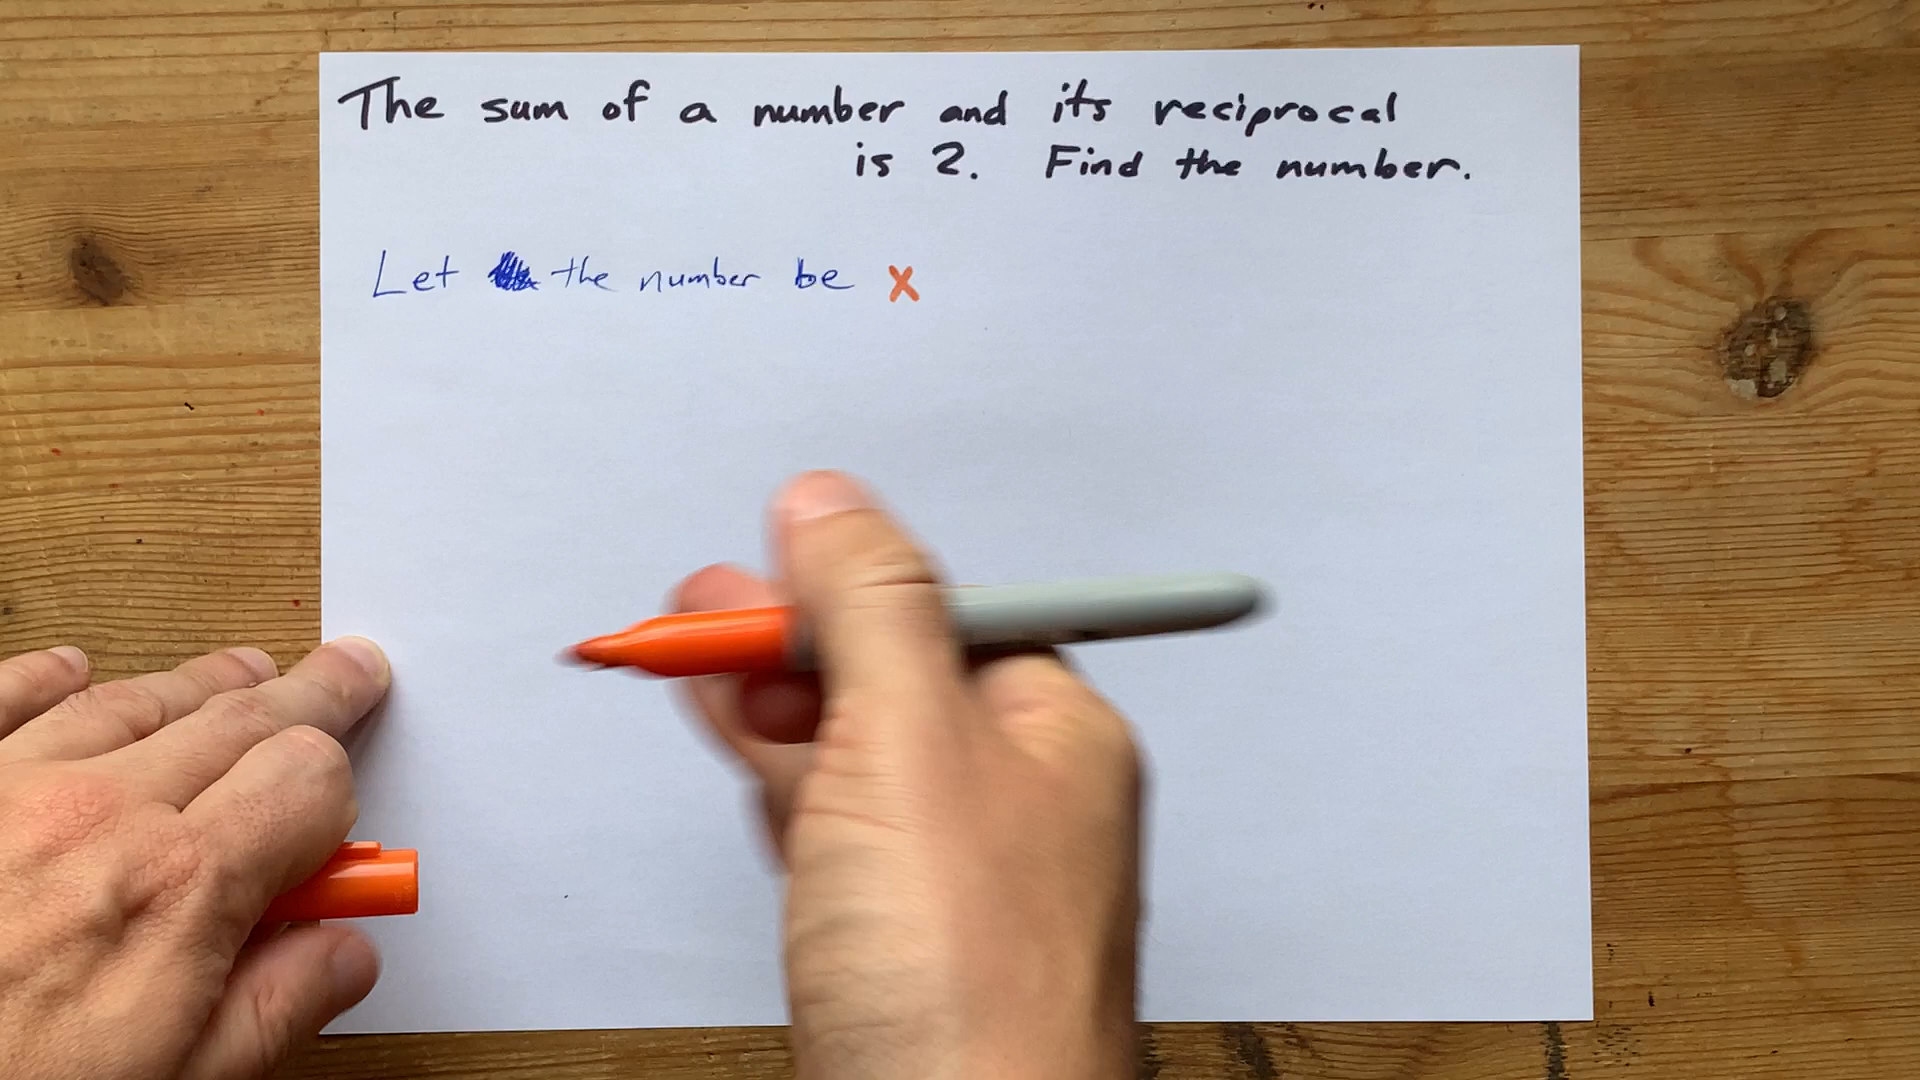 The sum of a number and its reciprocal
is 2. Find the number.
Let the number be x